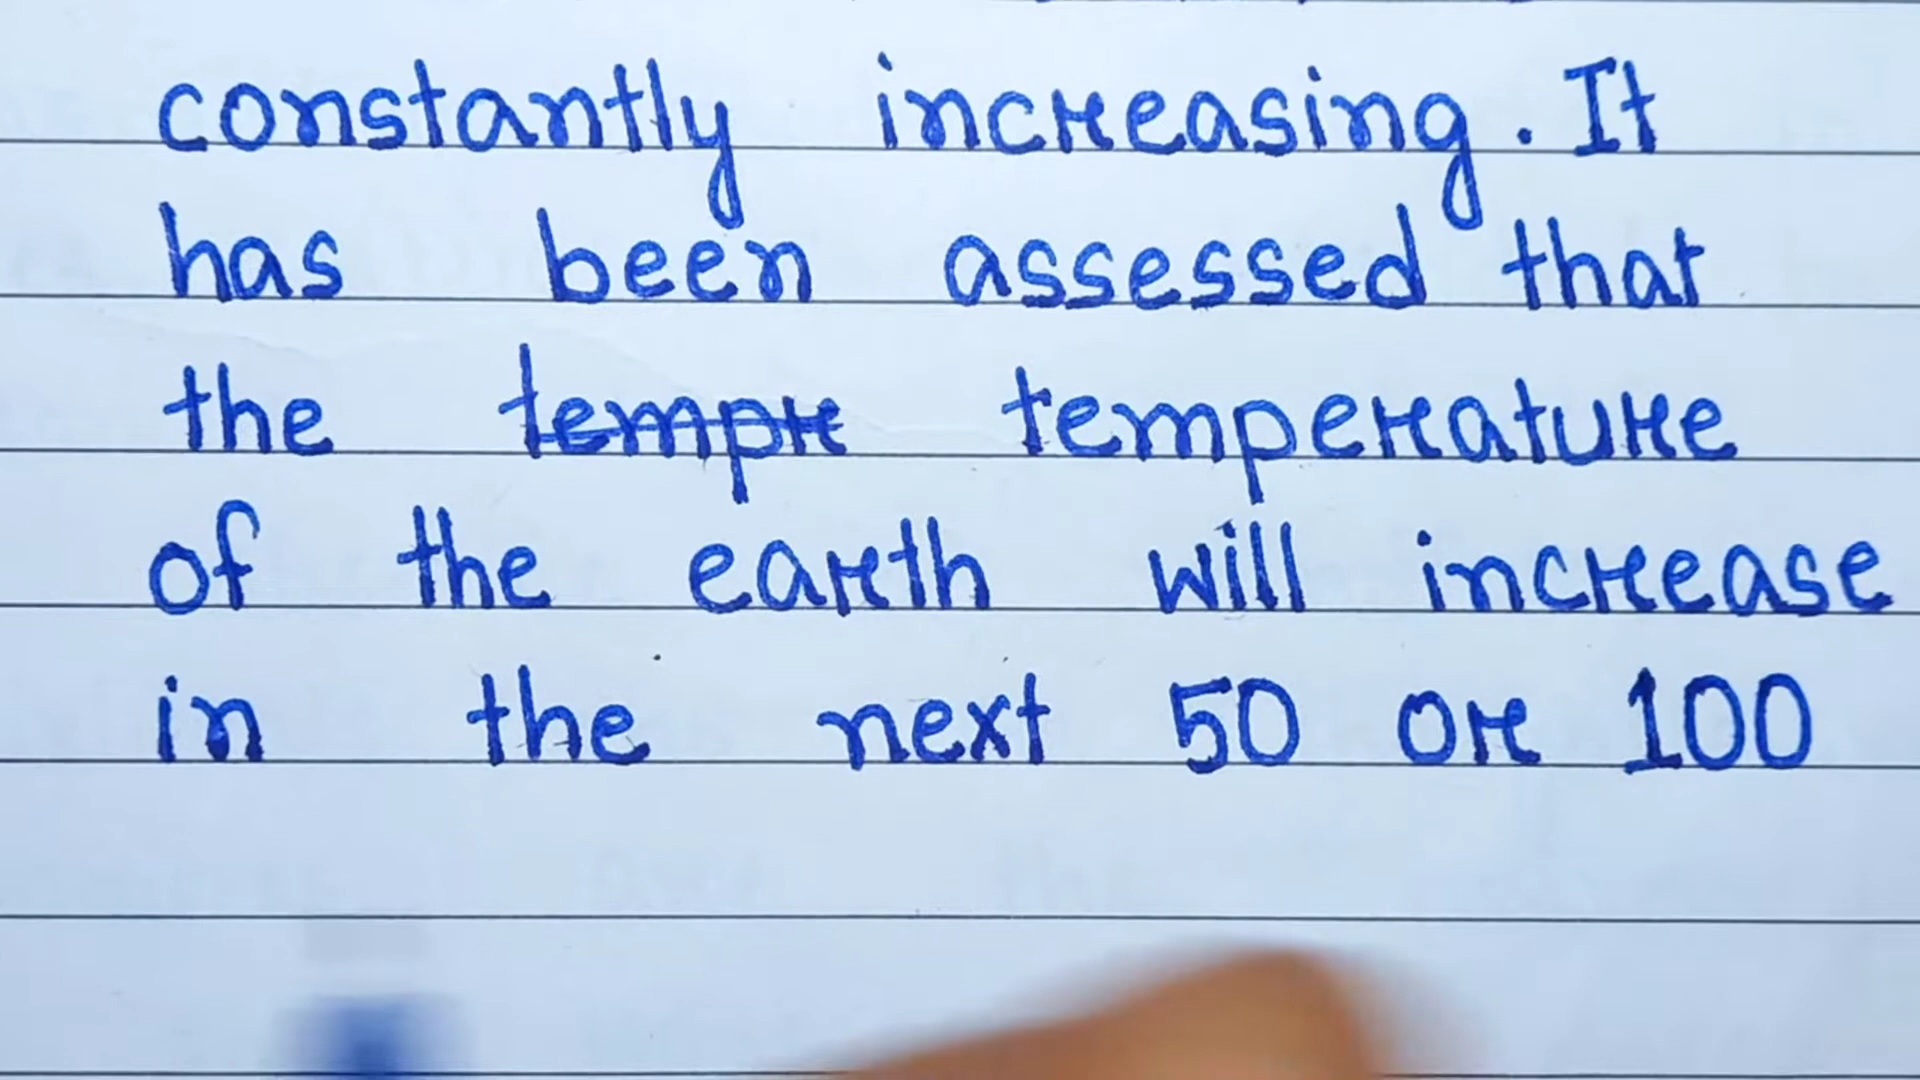 constantly increasing. It
has been assessed that
the tempr temperature
of the earth will increase
in the next 50 or 100